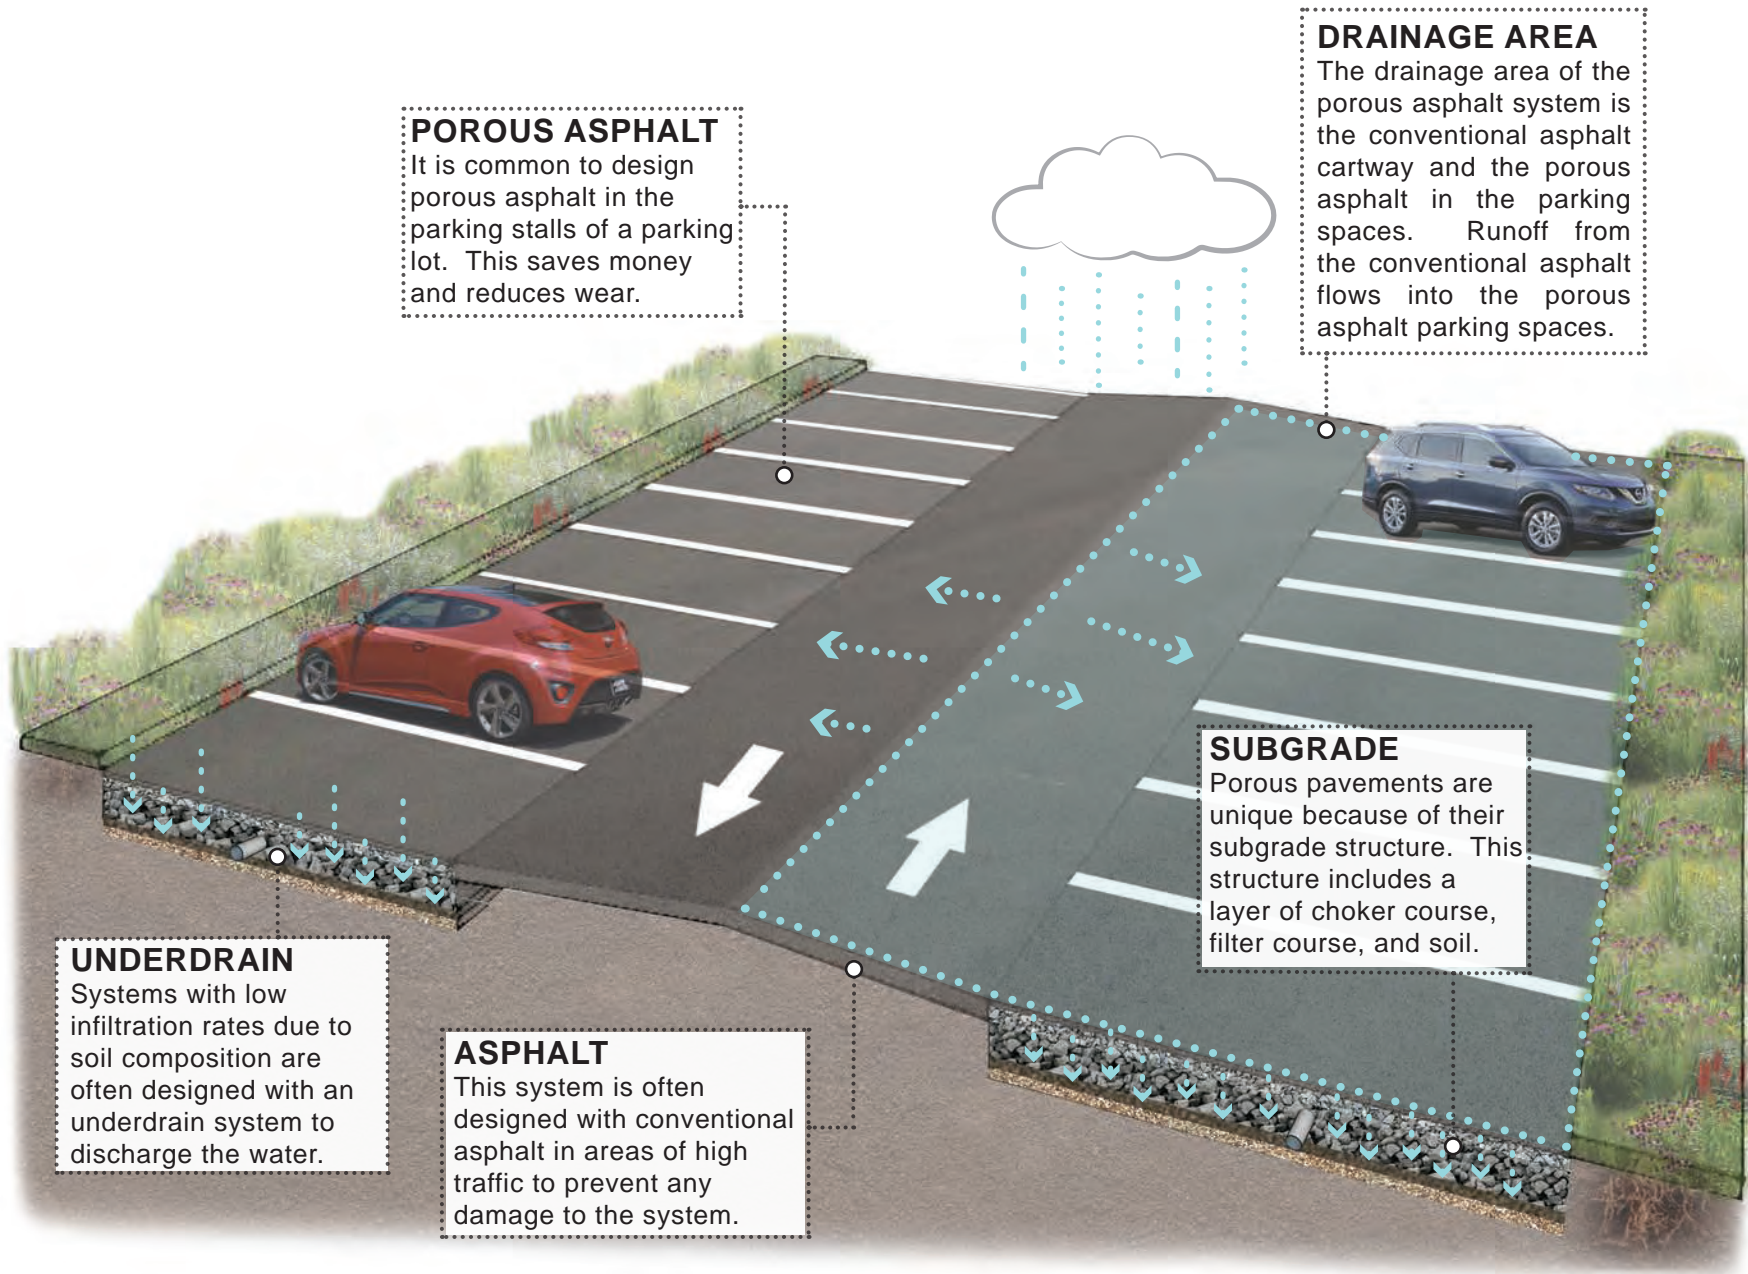 DRAINAGE AREA
The drainage area of the
porous asphalt system is
the conventional asphalt
cartway and the porous
asphalt in the parking
spaces. Runoff from
the conventional asphalt
flows into the porous
asphalt parking spaces.
POROUS ASPHALT
It is common to design
porous asphalt in the
parking stalls of a parking
lot. This saves money
and reduces wear.
SUBGRADE
Porous pavements are
unique because of their
subgrade structure. This
structure includes a
layer of choker course,
filter course, and soil.
UNDERDRAIN
Systems with low
infiltration rates due to
soil composition are
often designed with an
underdrain system to
discharge the water.
ASPHALT
This system is often
designed with conventional
asphalt in areas of high
traffic to prevent any
damage to the system.